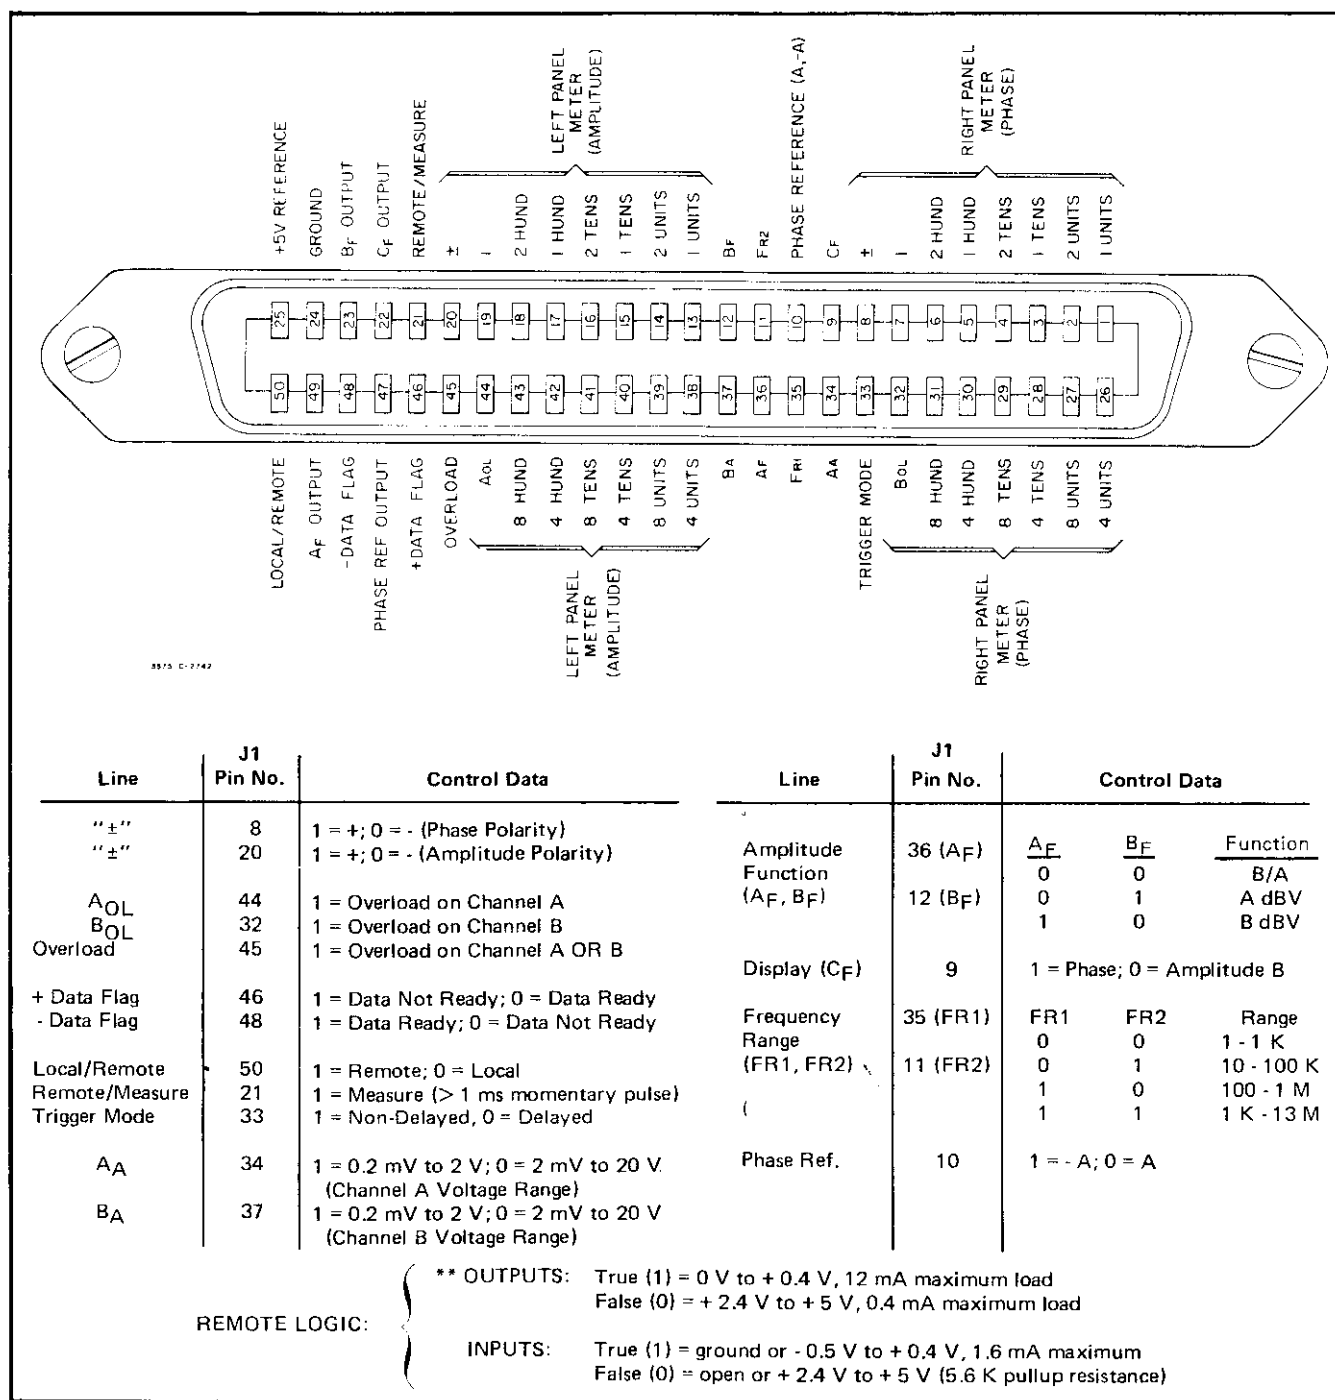 +5V REFERENCE
GROUND
BF OUTPUT
CF OUTPUT
REMOTE/MEASURE
±
1
2 HUND
1 HUND
2 TENS
1 TENS
2 UNITS
1 UNITS
LEFT PANEL
METER
(AMPLITUDE)
BF
FR2
PHASE REFERENCE (A,-A)
CF
±
1
2 HUND
1 HUND
2 TENS
1 TENS
2 UNITS
1 UNITS
RIGHT PANEL
METER
(PHASE)
25 24 23 22 21 20 19 18 17 16 15 14 13 12 11 10 9 8 7 6 5 4 3 2 1
50 49 48 47 46 45 44 43 42 41 40 39 38 37 36 35 34 33 32 31 30 29 28 27 26
LOCAL/REMOTE
AF OUTPUT
-DATA FLAG
PHASE REF OUTPUT
+DATA FLAG
OVERLOAD
AOL
8 HUND
4 HUND
8 TENS
4 TENS
8 UNITS
4 UNITS
LEFT PANEL
METER
(AMPLITUDE)
BA
AF
FR1
AA
TRIGGER MODE
BOL
8 HUND
4 HUND
8 TENS
4 TENS
8 UNITS
4 UNITS
RIGHT PANEL
METER
(PHASE)
3575 C-2742
Line J1 Pin No. Control Data
"±" 8 1 = +; 0 = - (Phase Polarity)
"±" 20 1 = +; 0 = - (Amplitude Polarity)
AOL 44 1 = Overload on Channel A
BOL 32 1 = Overload on Channel B
Overload 45 1 = Overload on Channel A OR B
+ Data Flag 46 1 = Data Not Ready; 0 = Data Ready
- Data Flag 48 1 = Data Ready; 0 = Data Not Ready
Local/Remote 50 1 = Remote; 0 = Local
Remote/Measure 21 1 = Measure (> 1 ms momentary pulse)
Trigger Mode 33 1 = Non-Delayed, 0 = Delayed
AA 34 1 = 0.2 mV to 2 V; 0 = 2 mV to 20 V.
(Channel A Voltage Range)
BA 37 1 = 0.2 mV to 2 V; 0 = 2 mV to 20 V
(Channel B Voltage Range)
Line J1 Pin No. Control Data
Amplitude 36 (AF) AF BF Function
Function 0 0 B/A
(AF, BF) 12 (BF) 0 1 A dBV
1 0 B dBV
Display (CF) 9 1 = Phase; 0 = Amplitude B
Frequency 35 (FR1) FR1 FR2 Range
Range 0 0 1 - 1 K
(FR1, FR2) 11 (FR2) 0 1 10 - 100 K
1 0 100 - 1 M
( 1 1 1 K - 13 M
Phase Ref. 10 1 = - A; 0 = A
REMOTE LOGIC:
** OUTPUTS: True (1) = 0 V to + 0.4 V, 12 mA maximum load
False (0) = + 2.4 V to + 5 V, 0.4 mA maximum load
INPUTS: True (1) = ground or - 0.5 V to + 0.4 V, 1.6 mA maximum
False (0) = open or + 2.4 V to + 5 V (5.6 K pullup resistance)